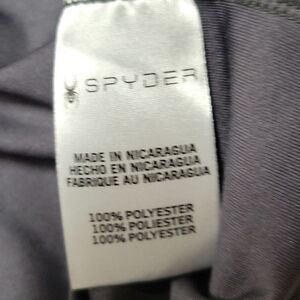 SPYDER
MADE IN NICARAGUA
HECHO EN NICARAGUA
FABRIQUE AU NICARAGUA
100% POLYESTER
100% POLIESTER
100% POLYESTER